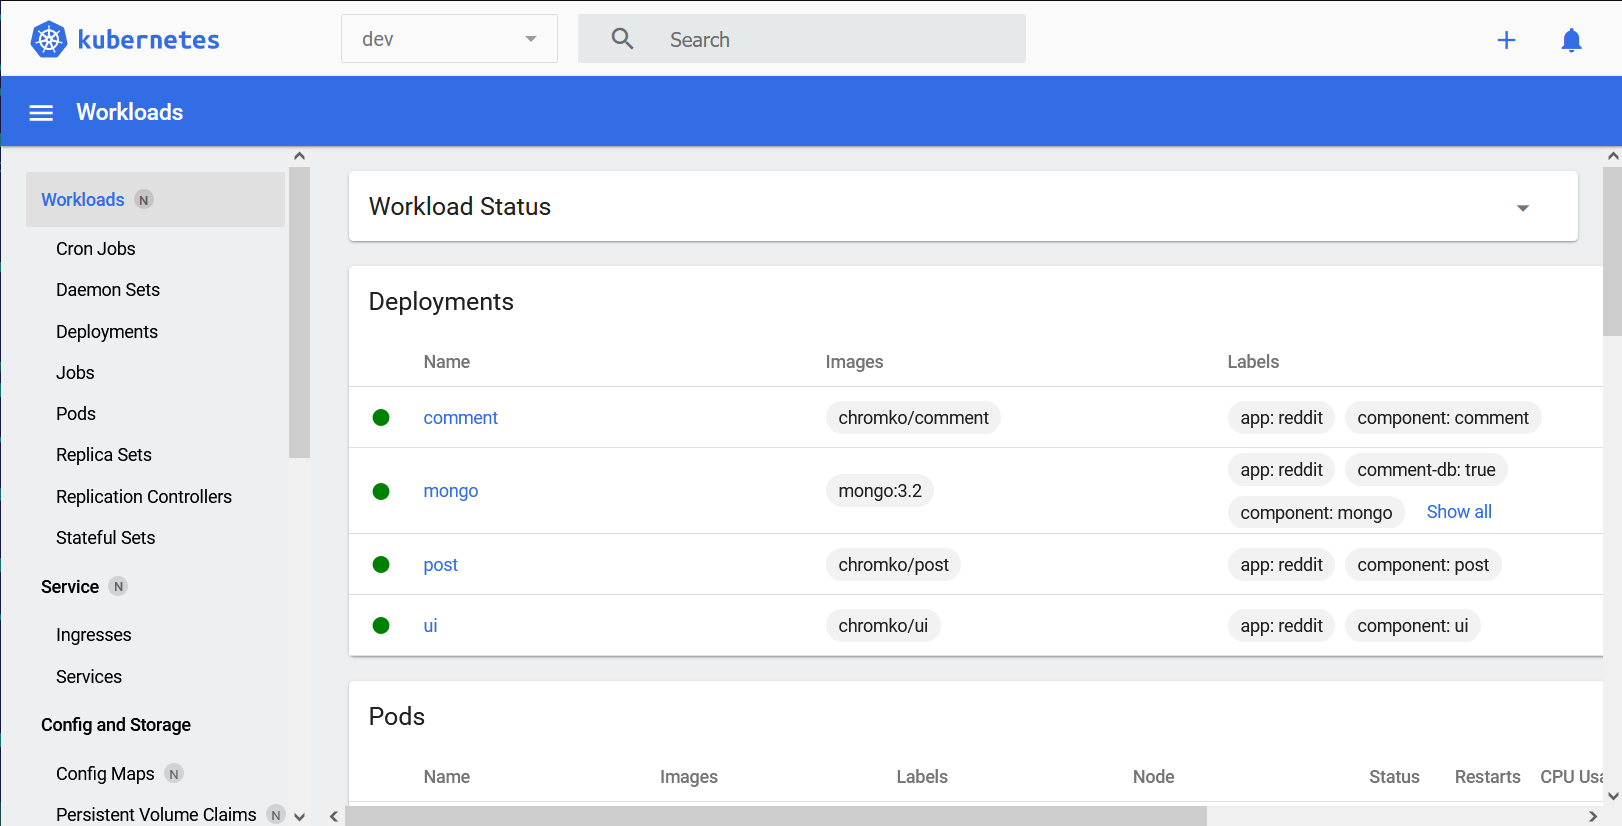 kubernetes
dev
Search
Workloads
Workloads N
Cron Jobs
Daemon Sets
Deployments
Jobs
Pods
Replica Sets
Replication Controllers
Stateful Sets
Service N
Ingresses
Services
Config and Storage
Config Maps N
Persistent Volume Claims N
Workload Status
Deployments
Name Images Labels
comment chromko/comment app: reddit component: comment
mongo mongo:3.2 app: reddit comment-db: true
component: mongo Show all
post chromko/post app: reddit component: post
ui chromko/ui app: reddit component: ui
Pods
Name Images Labels Node Status Restarts CPU Usa